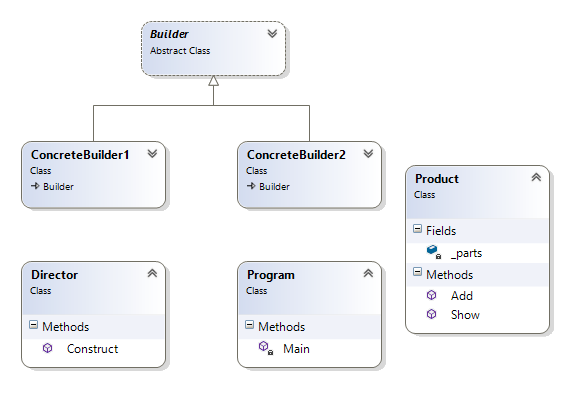 Builder
Abstract Class
ConcreteBuilder1
Class
Builder
ConcreteBuilder2
Class
Builder
Product
Class
Fields
_parts
Methods
Add
Show
Director
Class
Methods
Construct
Program
Class
Methods
Main